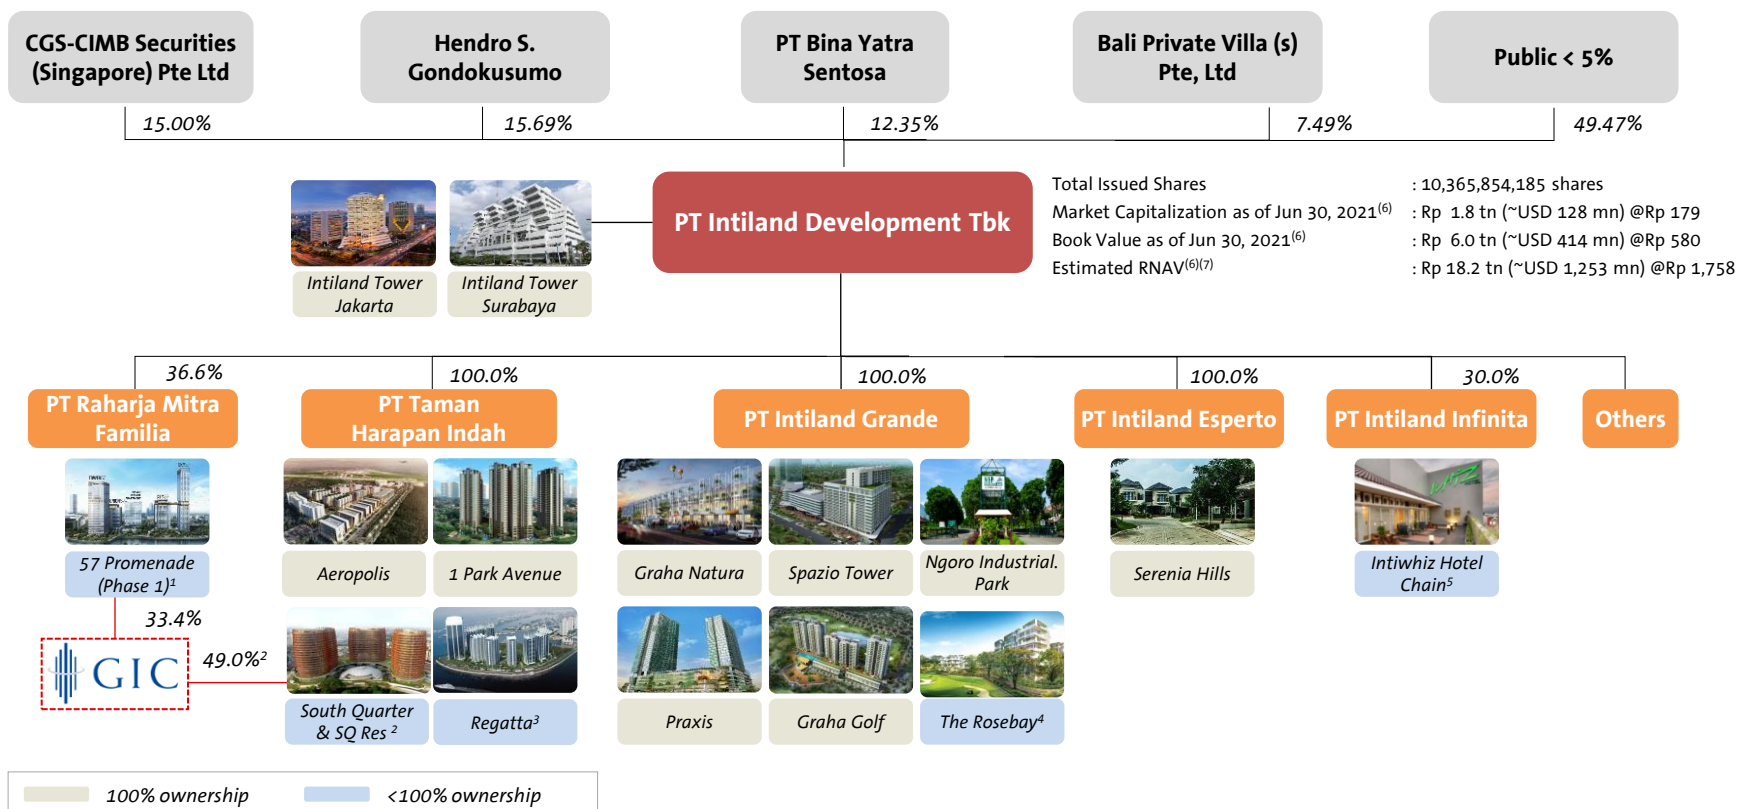 CGS-CIMB Securities
(Singapore) Pte Ltd
Hendro S.
Gondokusumo
PT Bina Yatra
Sentosa
Bali Private Villa (s)
Pte, Ltd
Public < 5%
15.00%
15.69%
12.35%
7.49%
49.47%
Intiland Tower
Jakarta
Intiland Tower
Surabaya
PT Intiland Development Tbk
Total Issued Shares : 10,365,854,185 shares
Market Capitalization as of Jun 30, 2021(6) : Rp 1.8 tn (~USD 128 mn) @Rp 179
Book Value as of Jun 30, 2021(6) : Rp 6.0 tn (~USD 414 mn) @Rp 580
Estimated RNAV(6)(7) : Rp 18.2 tn (~USD 1,253 mn) @Rp 1,758
36.6%
100.0%
100.0%
100.0%
30.0%
PT Raharja Mitra
Familia
PT Taman
Harapan Indah
PT Intiland Grande
PT Intiland Esperto
PT Intiland Infinita
Others
57 Promenade
(Phase 1)1
Aeropolis
1 Park Avenue
Graha Natura
Spazio Tower
Ngoro Industrial.
Park
Serenia Hills
Intiwhiz Hotel
Chain5
33.4%
49.0%2
GIC
South Quarter
& SQ Res 2
Regatta3
Praxis
Graha Golf
The Rosebay4
100% ownership
<100% ownership